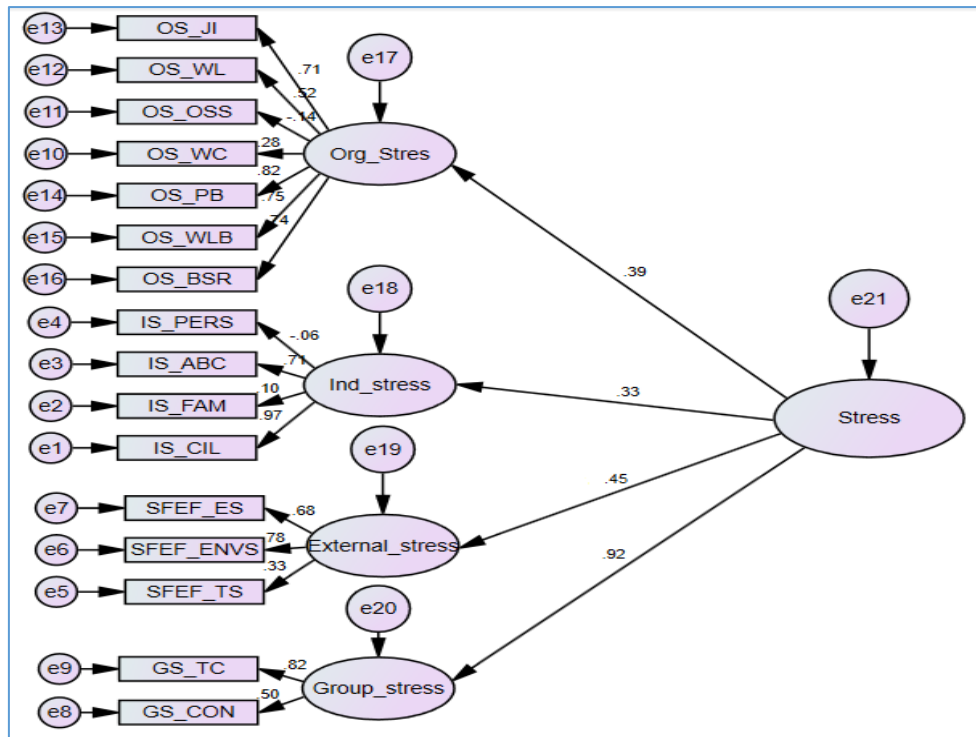 e13 OS_JI
e12 OS_WL
e11 OS_OSS
e10 OS_WC
e14 OS_PB
e15 OS_WLB
e16 OS_BSR
e17
.71
.52
-.14
.28
.82
.75
.74
Org_Stres
.39
e4 IS_PERS
e3 IS_ABC
e2 IS_FAM
e1 IS_CIL
e18
-.06
.71
.10
.97
Ind_stress
.33
e21
Stress
e7 SFEF_ES
e6 SFEF_ENVS
e5 SFEF_TS
e19
.68
.78
.33
External_stress
.45
e9 GS_TC
e8 GS_CON
e20
.82
.50
Group_stress
.92